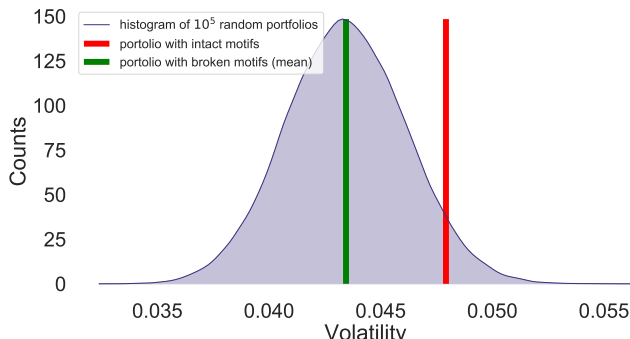 150
125
100
75
50
25
0
Counts
histogram of 10⁵ random portfolios
portolio with intact motifs
portolio with broken motifs (mean)
0.035 0.040 0.045 0.050 0.055
Volatility